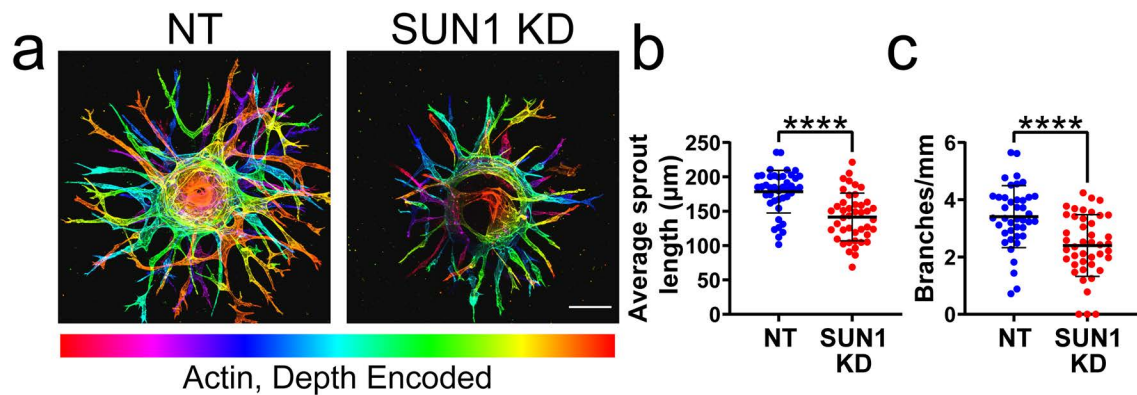 a
NT
SUN1 KD
Actin, Depth Encoded
b
Average sprout
length (μm)
250
200
150
100
50
0
****
NT
SUN1
KD
c
Branches/mm
6
4
2
0
****
NT
SUN1
KD